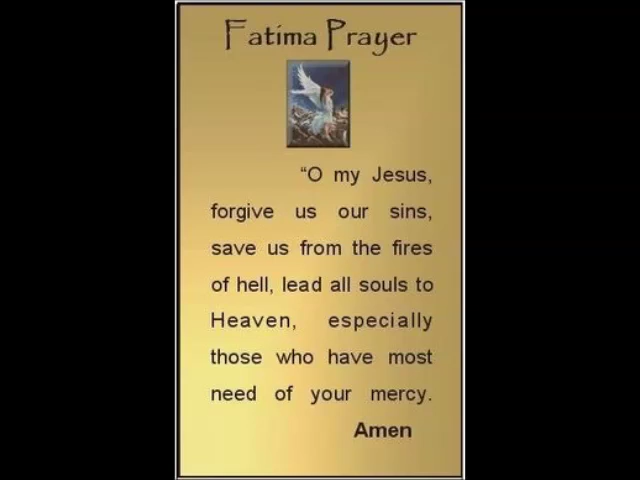 Fatima Prayer
“O my Jesus,
forgive us our sins,
save us from the fires
of hell, lead all souls to
Heaven, especially
those who have most
need of your mercy.
Amen